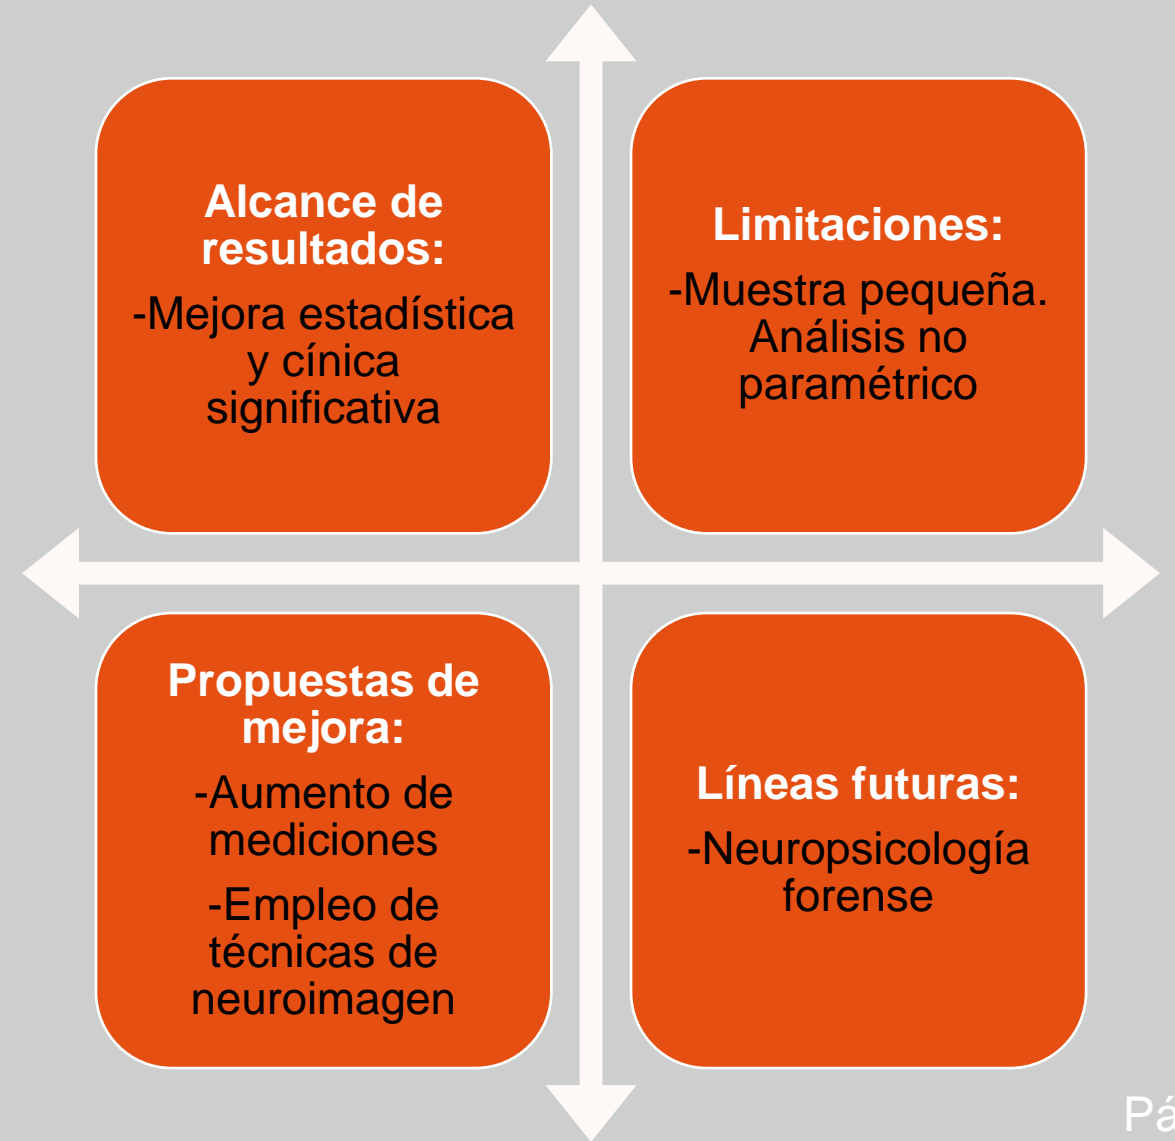 Alcance de
resultados:
-Mejora estadística
y cínica
significativa
Limitaciones:
-Muestra pequeña.
Análisis no
paramétrico
Propuestas de
mejora:
-Aumento de
mediciones
-Empleo de
técnicas de
neuroimagen
Líneas futuras:
-Neuropsicología
forense
Pá